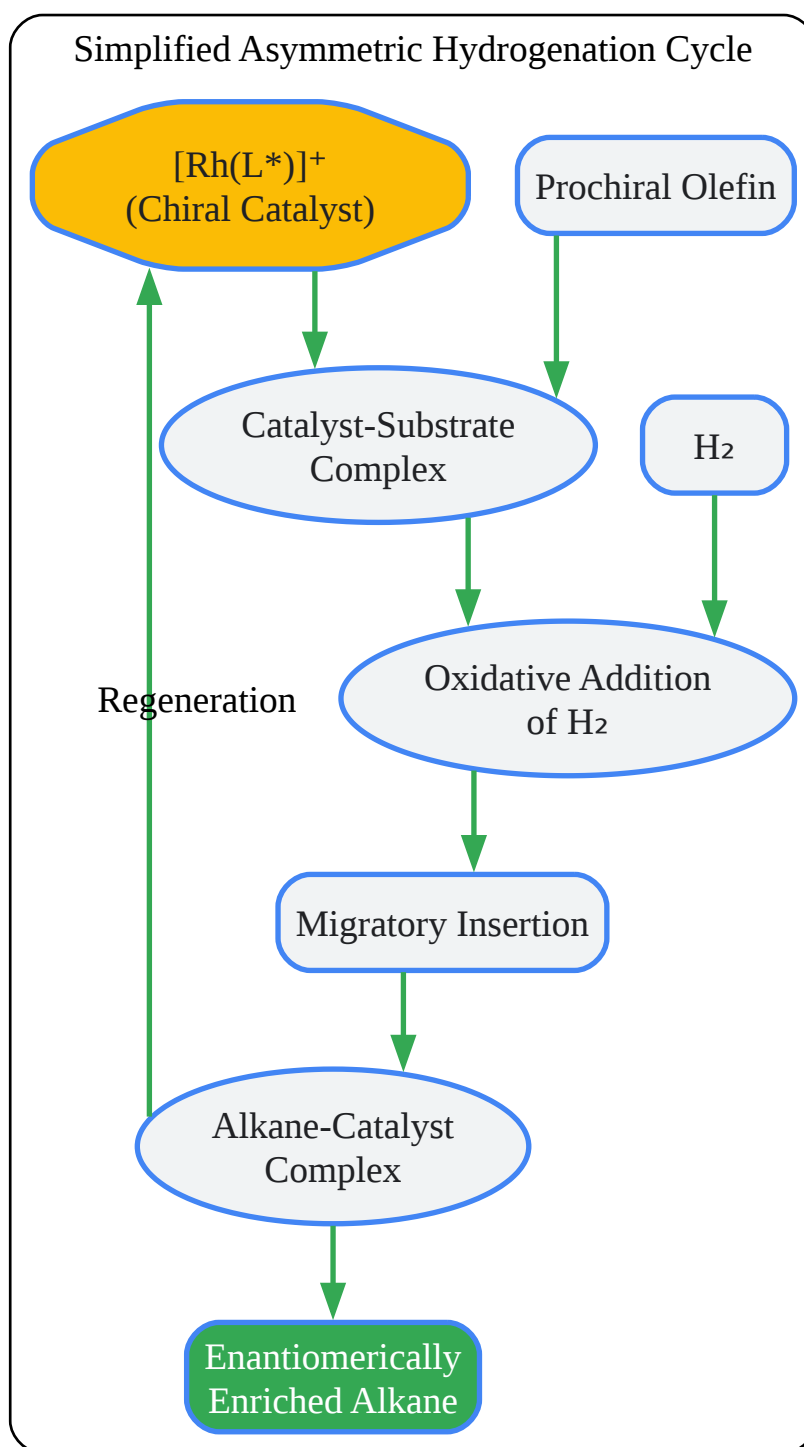 Simplified Asymmetric Hydrogenation Cycle
[Rh(L*)]⁺
(Chiral Catalyst)
Prochiral Olefin
Catalyst-Substrate
Complex
H₂
Oxidative Addition
of H₂
Regeneration
Migratory Insertion
Alkane-Catalyst
Complex
Enantiomerically
Enriched Alkane